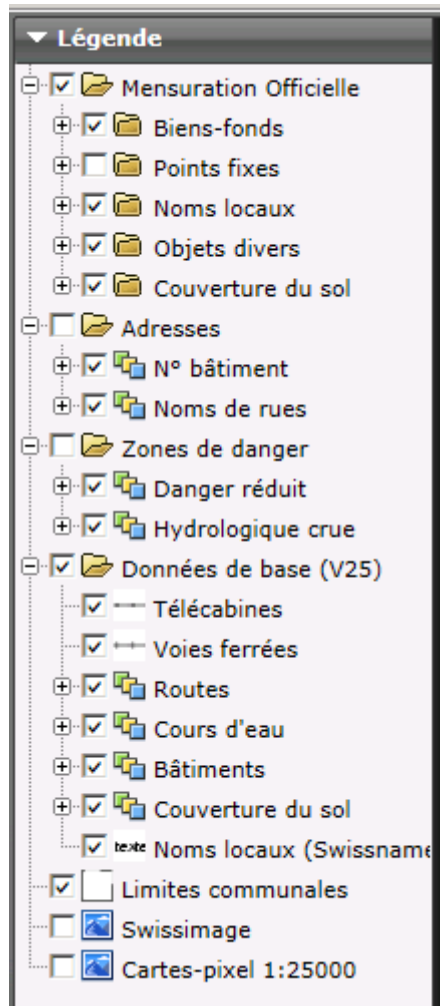 Légende
Mensuration Officielle
Biens-fonds
Points fixes
Noms locaux
Objets divers
Couverture du sol
Adresses
N° bâtiment
Noms de rues
Zones de danger
Danger réduit
Hydrologique crue
Données de base (V25)
Télécabines
Voies ferrées
Routes
Cours d'eau
Bâtiments
Couverture du sol
texte Noms locaux (Swissname
Limites communales
Swissimage
Cartes-pixel 1:25000